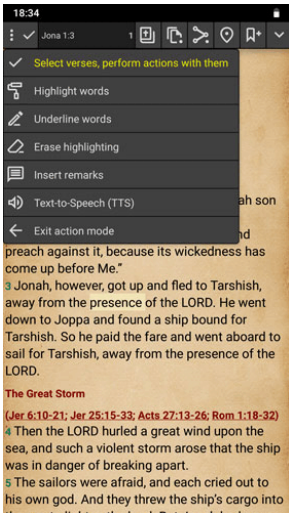 18:34
Jona 1:3 1
Select verses, perform actions with them
Highlight words
Underline words
Erase highlighting
Insert remarks
Text-to-Speech (TTS)
Exit action mode
ah son
nd
preach against it, because its wickedness has
come up before Me.”
3 Jonah, however, got up and fled to Tarshish,
away from the presence of the LORD. He went
down to Joppa and found a ship bound for
Tarshish. So he paid the fare and went aboard to
sail for Tarshish, away from the presence of the
LORD.
The Great Storm
(Jer 6:10-21; Jer 25:15-33; Acts 27:13-26; Rom 1:18-32)
4 Then the LORD hurled a great wind upon the
sea, and such a violent storm arose that the ship
was in danger of breaking apart.
5 The sailors were afraid, and each cried out to
his own god. And they threw the ship’s cargo into